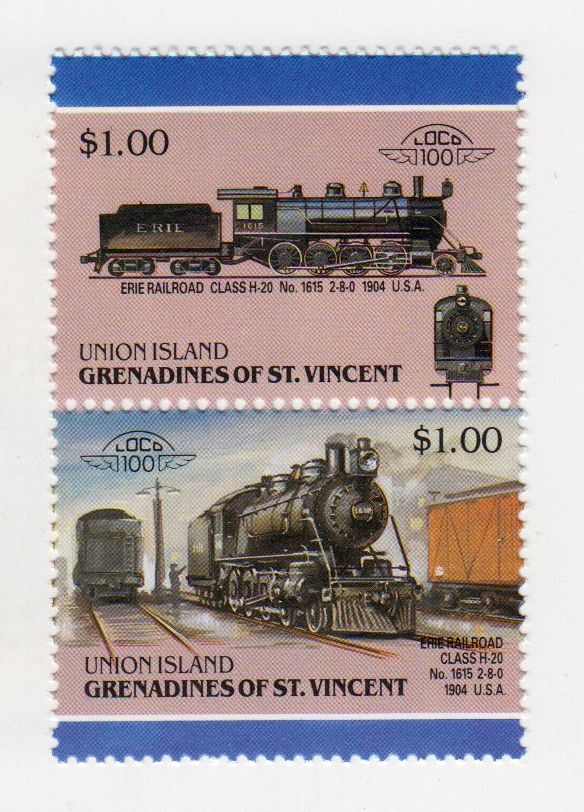 $1.00
LOCO
100
ERIE
1615
ERIE RAILROAD CLASS H-20 No. 1615 2-8-0 1904 U.S.A.
UNION ISLAND
GRENADINES OF ST. VINCENT
LOCO
100
$1.00
ERIE RAILROAD
CLASS H-20
No. 1615 2-8-0
1904 U.S.A.
UNION ISLAND
GRENADINES OF ST. VINCENT